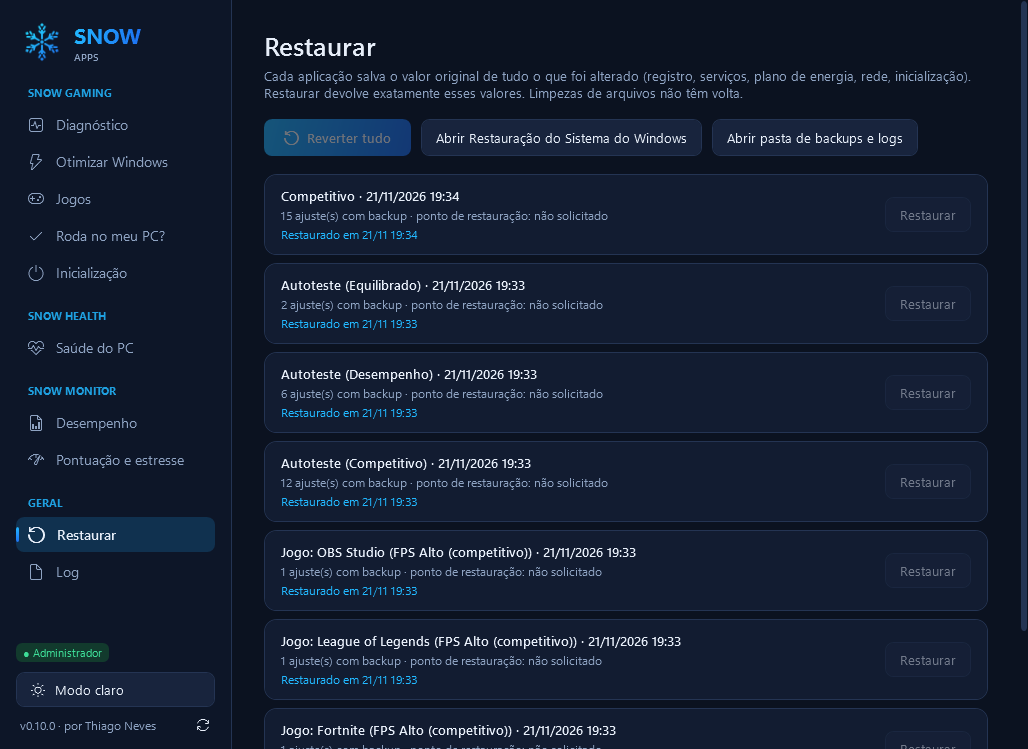 SNOW
APPS
SNOW GAMING
Diagnóstico
Otimizar Windows
Jogos
Roda no meu PC?
Inicialização
SNOW HEALTH
Saúde do PC
SNOW MONITOR
Desempenho
Pontuação e estresse
GERAL
Restaurar
Log
Administrador
Modo claro
v0.10.0 · por Thiago Neves
Restaurar
Cada aplicação salva o valor original de tudo o que foi alterado (registro, serviços, plano de energia, rede, inicialização).
Restaurar devolve exatamente esses valores. Limpezas de arquivos não têm volta.
Reverter tudo
Abrir Restauração do Sistema do Windows
Abrir pasta de backups e logs
Competitivo · 21/11/2026 19:34
15 ajuste(s) com backup · ponto de restauração: não solicitado
Restaurado em 21/11 19:34
Restaurar
Autoteste (Equilibrado) · 21/11/2026 19:33
2 ajuste(s) com backup · ponto de restauração: não solicitado
Restaurado em 21/11 19:33
Restaurar
Autoteste (Desempenho) · 21/11/2026 19:33
6 ajuste(s) com backup · ponto de restauração: não solicitado
Restaurado em 21/11 19:33
Restaurar
Autoteste (Competitivo) · 21/11/2026 19:33
12 ajuste(s) com backup · ponto de restauração: não solicitado
Restaurado em 21/11 19:33
Restaurar
Jogo: OBS Studio (FPS Alto (competitivo)) · 21/11/2026 19:33
1 ajuste(s) com backup · ponto de restauração: não solicitado
Restaurado em 21/11 19:33
Restaurar
Jogo: League of Legends (FPS Alto (competitivo)) · 21/11/2026 19:33
1 ajuste(s) com backup · ponto de restauração: não solicitado
Restaurado em 21/11 19:33
Restaurar
Jogo: Fortnite (FPS Alto (competitivo)) · 21/11/2026 19:33
1 ajuste(s) com backup · ponto de restauração: não solicitado
Restaurar